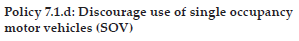 Policy 7.1.d: Discourage use of single occupancy
motor vehicles (SOV)